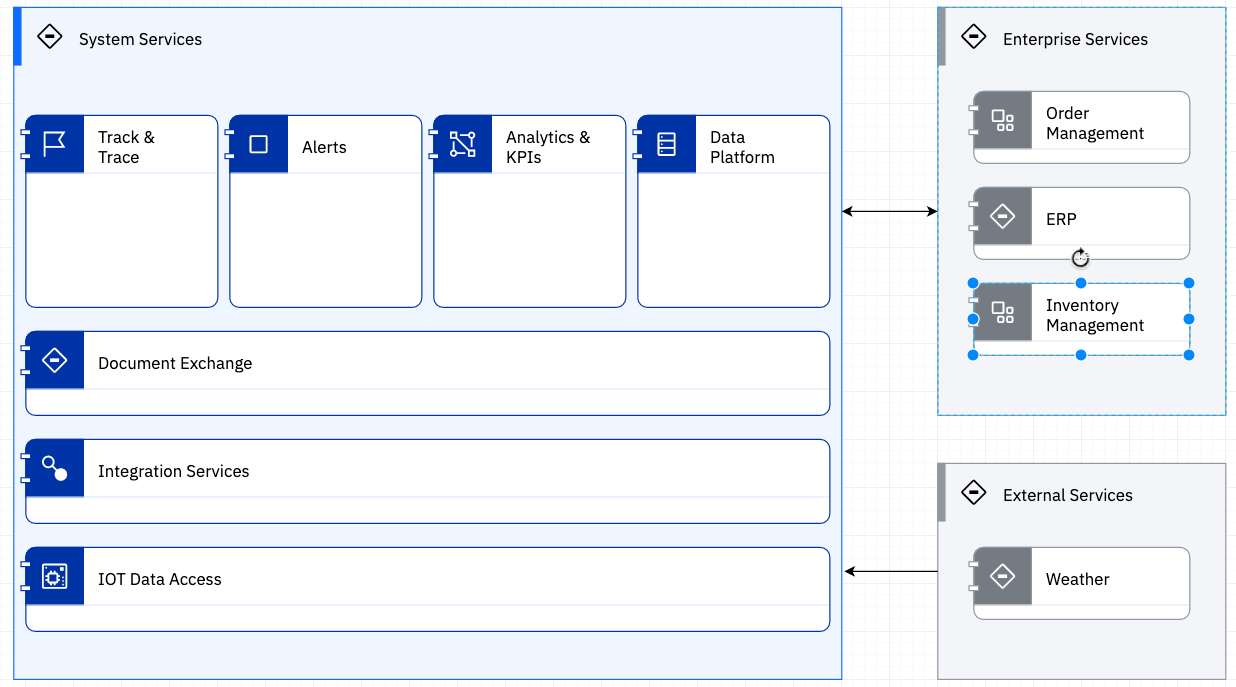 System Services
Track &
Trace
Alerts
Analytics &
KPIs
Data
Platform
Document Exchange
Integration Services
IOT Data Access
Enterprise Services
Order
Management
ERP
Inventory
Management
External Services
Weather